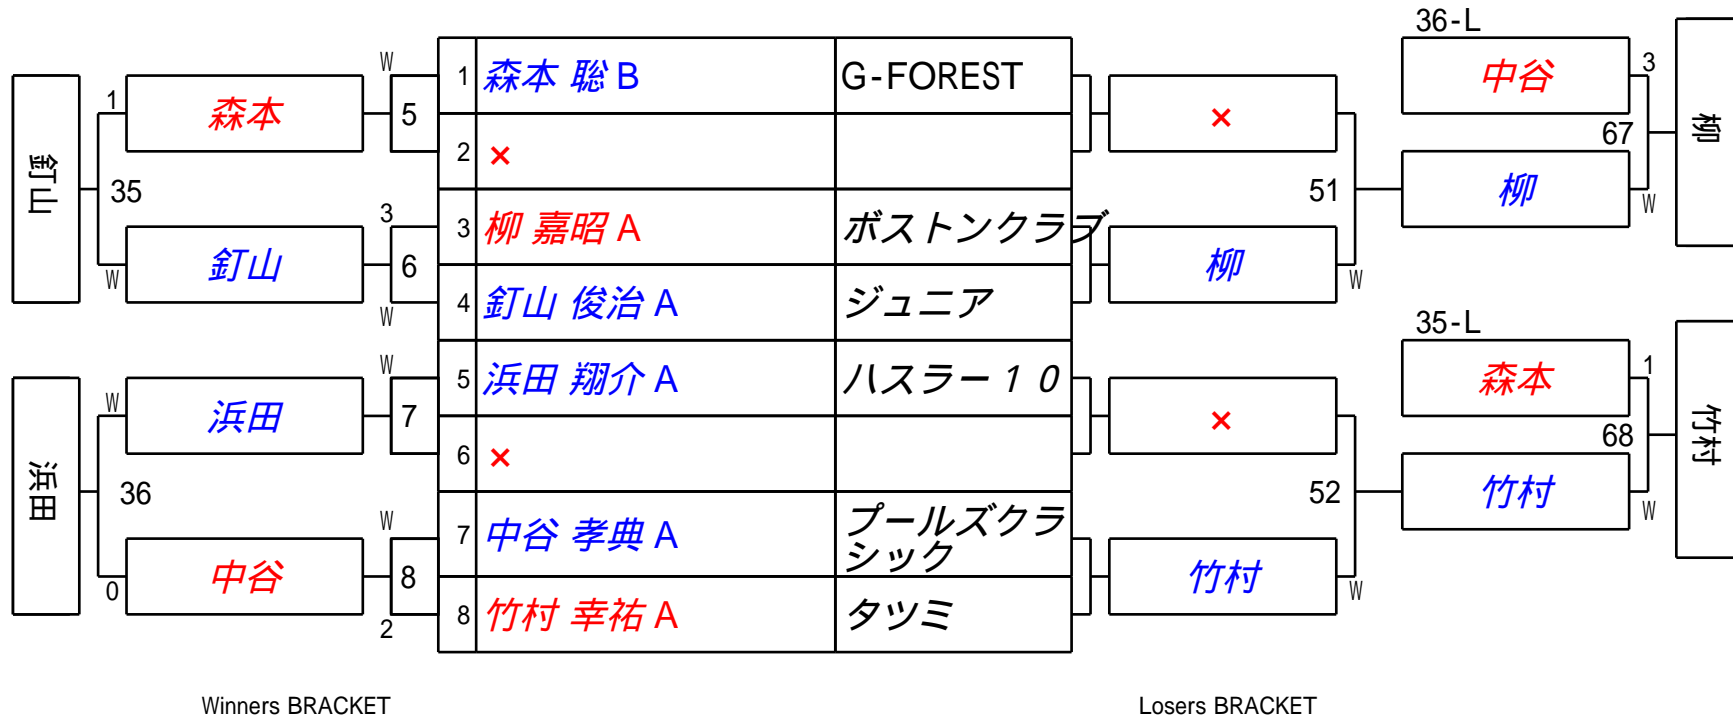 36-L
W
1 森本 聡 B G-FOREST
中谷 3
1 森本 5
×
67 柳
2 ×
釘山 35
51 柳 W
3 3 柳 嘉昭 A ボストンクラブ
W 釘山 6
柳 W
W 4 釘山 俊治 A ジュニア
35-L
W
5 浜田 翔介 A ハスラー10
森本 1
W 浜田 7
×
68 竹村
6 ×
浜田 36
52 竹村 W
W 7 中谷 孝典 A プールズクラ
シック
0 中谷 8
竹村 W
2 8 竹村 幸祐 A タツミ
Winners BRACKET
Losers BRACKET